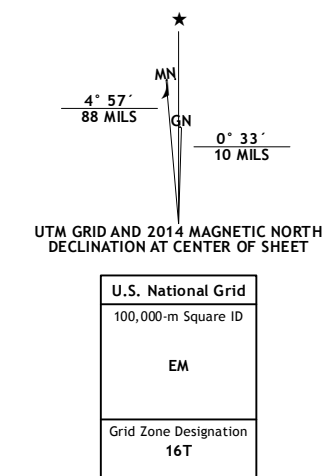 ★
MN
4° 57´
88 MILS
GN
0° 33´
10 MILS
UTM GRID AND 2014 MAGNETIC NORTH
DECLINATION AT CENTER OF SHEET
U.S. National Grid
100,000-m Square ID
EM
Grid Zone Designation
16T